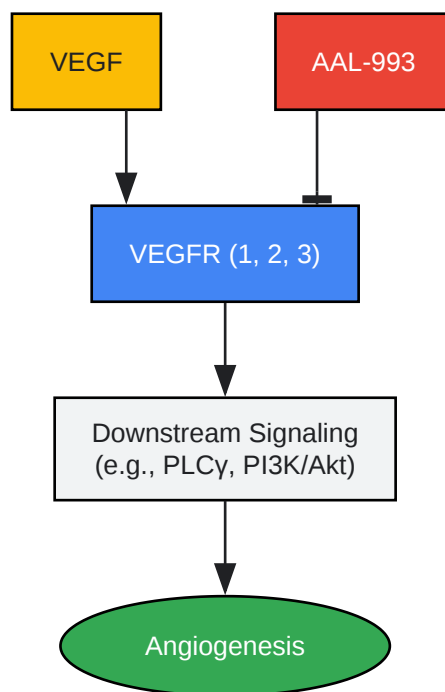 VEGF
AAL-993
VEGFR (1, 2, 3)
Downstream Signaling
(e.g., PLCγ, PI3K/Akt)
Angiogenesis